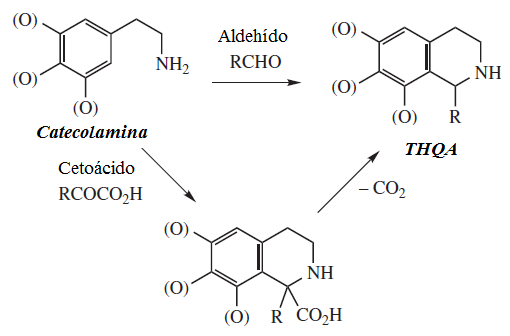 (O)
(O)
(O)
NH2
Catecolamina
Aldehído
RCHO
(O)
(O)
(O)
R
NH
THQA
Cetoácido
RCOCO2H
– CO2
(O)
(O)
(O)
R
CO2H
NH